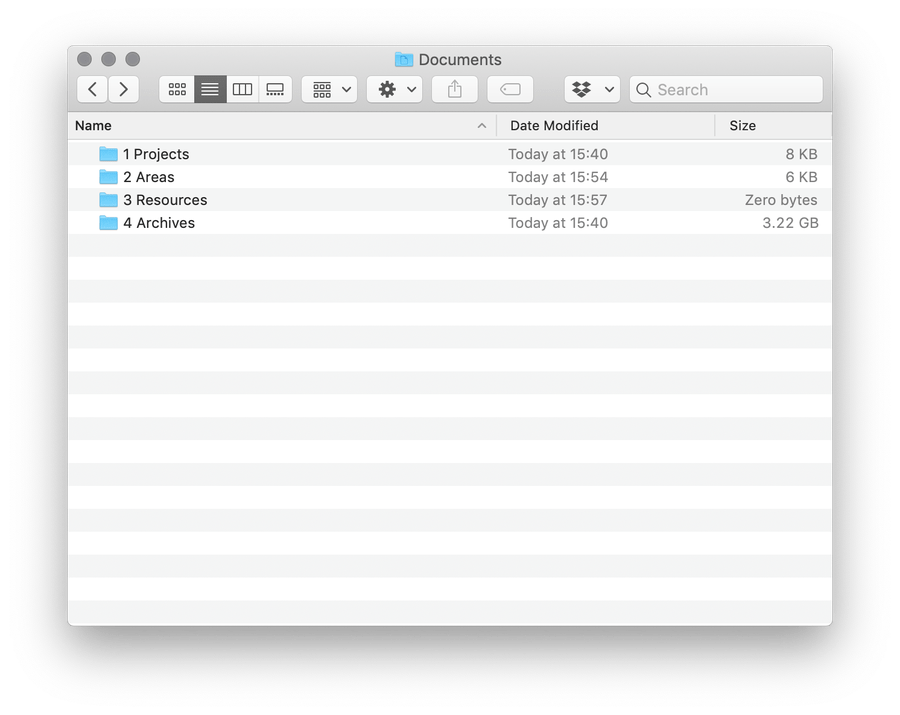 Documents
Search
Name Date Modified Size
1 Projects Today at 15:40 8 KB
2 Areas Today at 15:54 6 KB
3 Resources Today at 15:57 Zero bytes
4 Archives Today at 15:40 3.22 GB